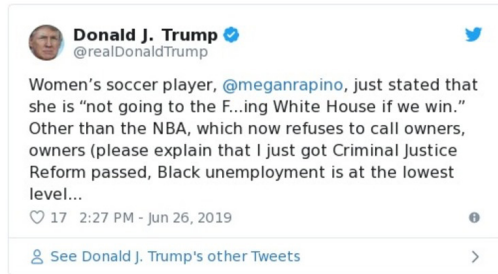 Donald J. Trump
@realDonaldTrump
Women’s soccer player, @meganrapino, just stated that
she is “not going to the F...ing White House if we win.”
Other than the NBA, which now refuses to call owners,
owners (please explain that I just got Criminal Justice
Reform passed, Black unemployment is at the lowest
level...
17 2:27 PM - Jun 26, 2019
See Donald J. Trump's other Tweets